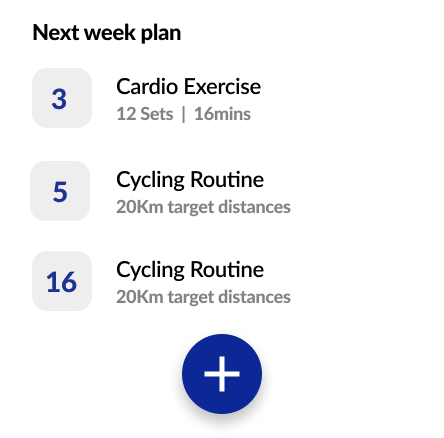 Next week plan
3
Cardio Exercise
12 Sets | 16mins
5
Cycling Routine
20Km target distances
16
Cycling Routine
20Km target distances
+